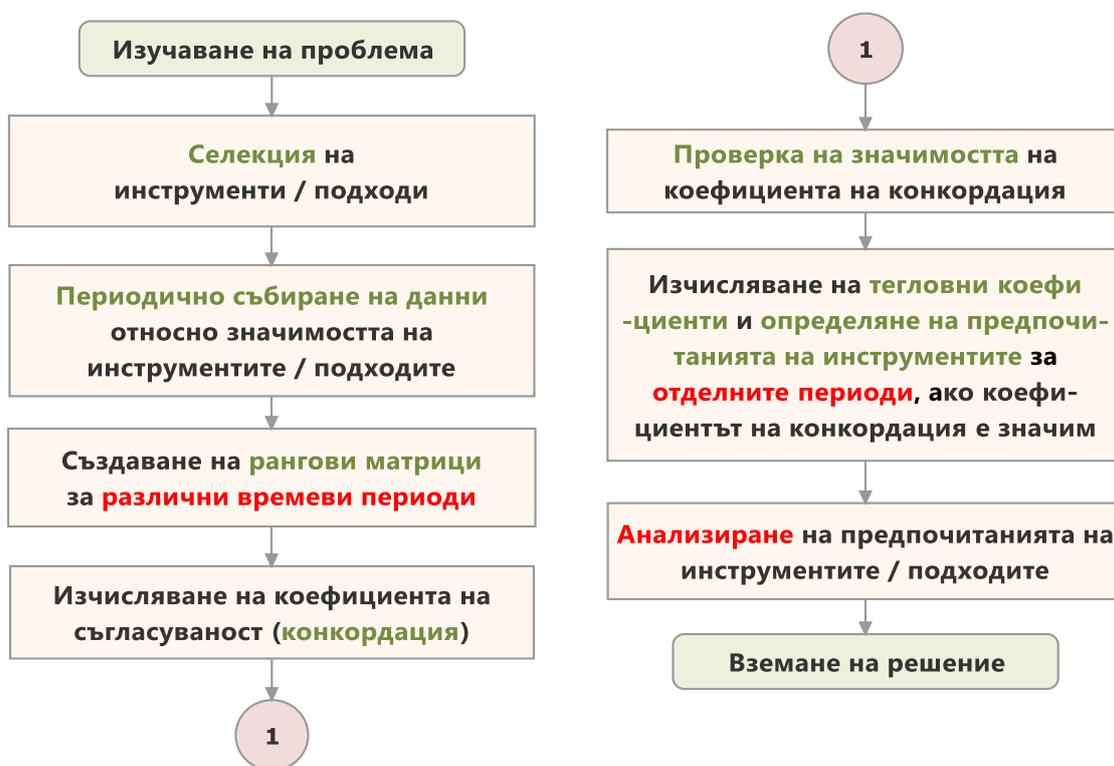 Изучаване на проблема
Селекция на
инструменти / подходи
Периодично събиране на данни
относно значимостта на
инструментите / подходите
Създаване на рангови матрици
за различни времеви периоди
Изчисляване на коефициента на
съгласуваност (конкордация)
1
1
Проверка на значимостта на
коефициента на конкордация
Изчисляване на тегловни коефи
-циенти и определяне на предпочи-
танията на инструментите за
отделните периоди, ако коефи-
циентът на конкордация е значим
Анализиране на предпочитанията на
инструментите / подходите
Вземане на решение